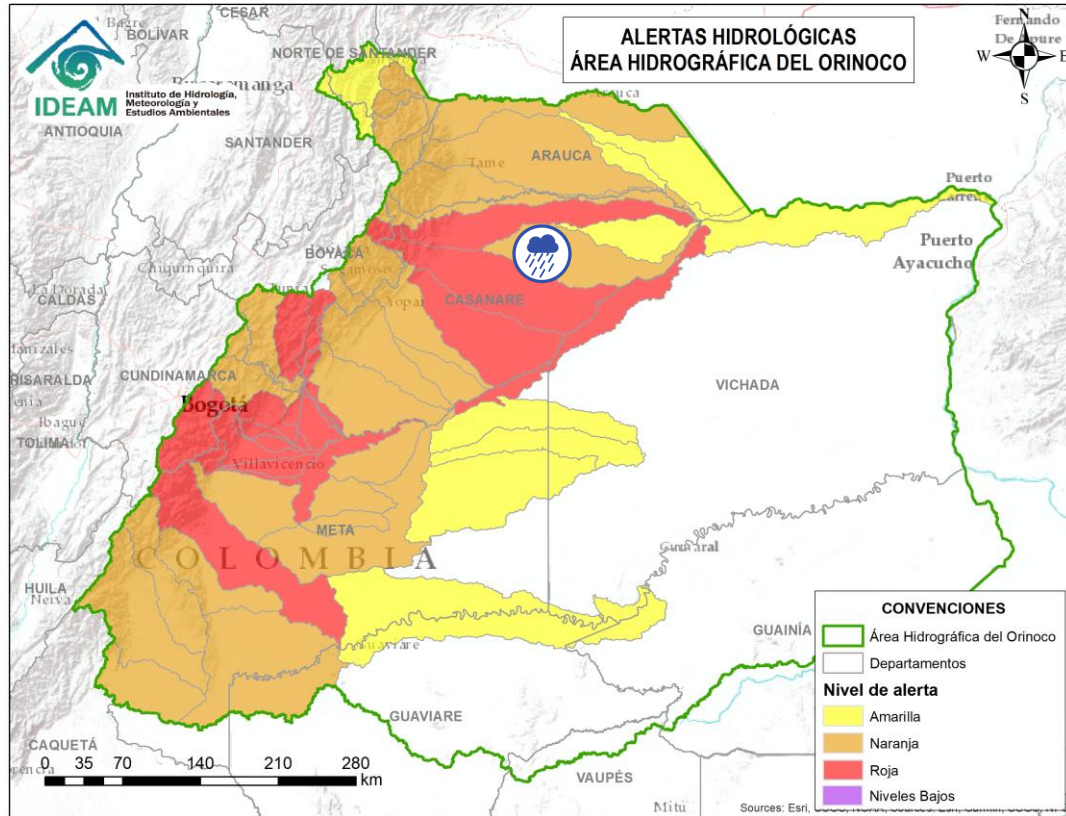 ALERTAS HIDROLÓGICAS
ÁREA HIDROGRÁFICA DEL ORINOCO
N
W
E
S
IDEAM
Instituto de Hidrología,
Meteorología y
Estudios Ambientales
CESAR
BOLÍVAR
NORTE DE SANTANDER
ANTIOQUIA
SANTANDER
ARAUCA
Tame
Puerto
BOYACÁ
Chiquinquira
Puerto
Ayacucho
CALDAS
CASANARE
RISARALDA
CUNDINAMARCA
VICHADA
Bogotá
Ibagué
TOLIMA
Villavicencio
META
COLOMBIA
HUILA
Neiva
GUAINÍA
GUAVIARE
CAQUETÁ
VAUPÉS
Mitú
0 35 70 140 210 280
km
CONVENCIONES
Área Hidrográfica del Orinoco
Departamentos
Nivel de alerta
Amarilla
Naranja
Roja
Niveles Bajos
Sources: Esri,